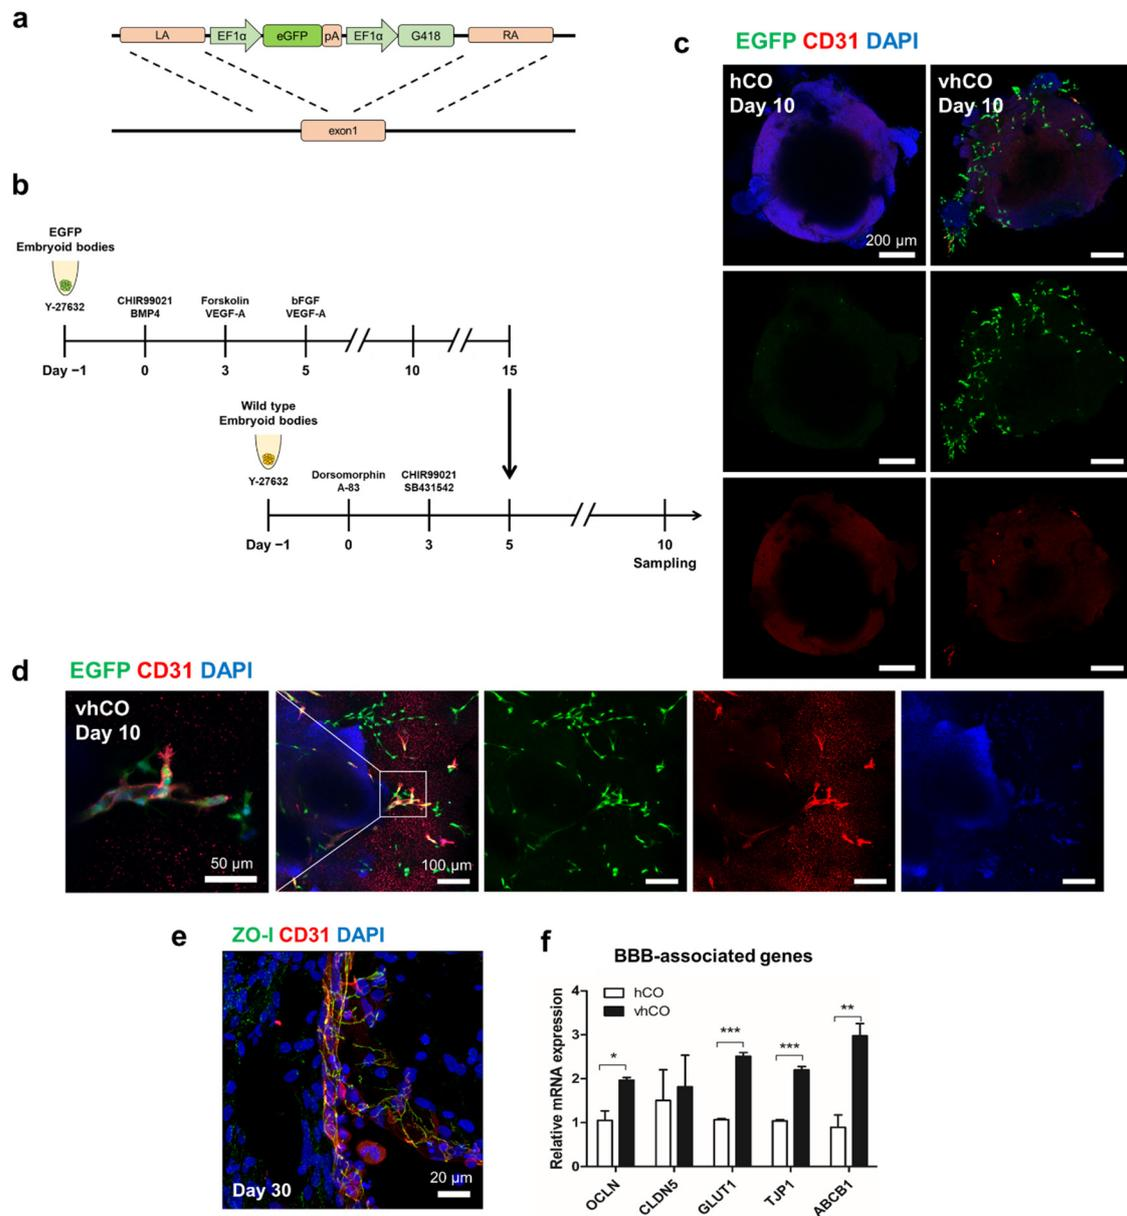 a
LA EF1α eGFP pA EF1α G418 RA
exon1
b
EGFP
Embryoid bodies
Y-27632
CHIR99021
BMP4
Forskolin
VEGF-A
bFGF
VEGF-A
Day −1 0 3 5 10 15
Wild type
Embryoid bodies
Y-27632
Dorsomorphin
A-83
CHIR99021
SB431542
Day −1 0 3 5 10
Sampling
c
EGFP CD31 DAPI
hCO
Day 10
200 μm
vhCO
Day 10
d
EGFP CD31 DAPI
vhCO
Day 10
50 μm
100 μm
e
ZO-I CD31 DAPI
Day 30
20 μm
f
BBB-associated genes
Relative mRNA expression
4
3
2
1
0
hCO
vhCO
* *** *** **
OCLN CLDN5 GLUT1 TJP1 ABCB1